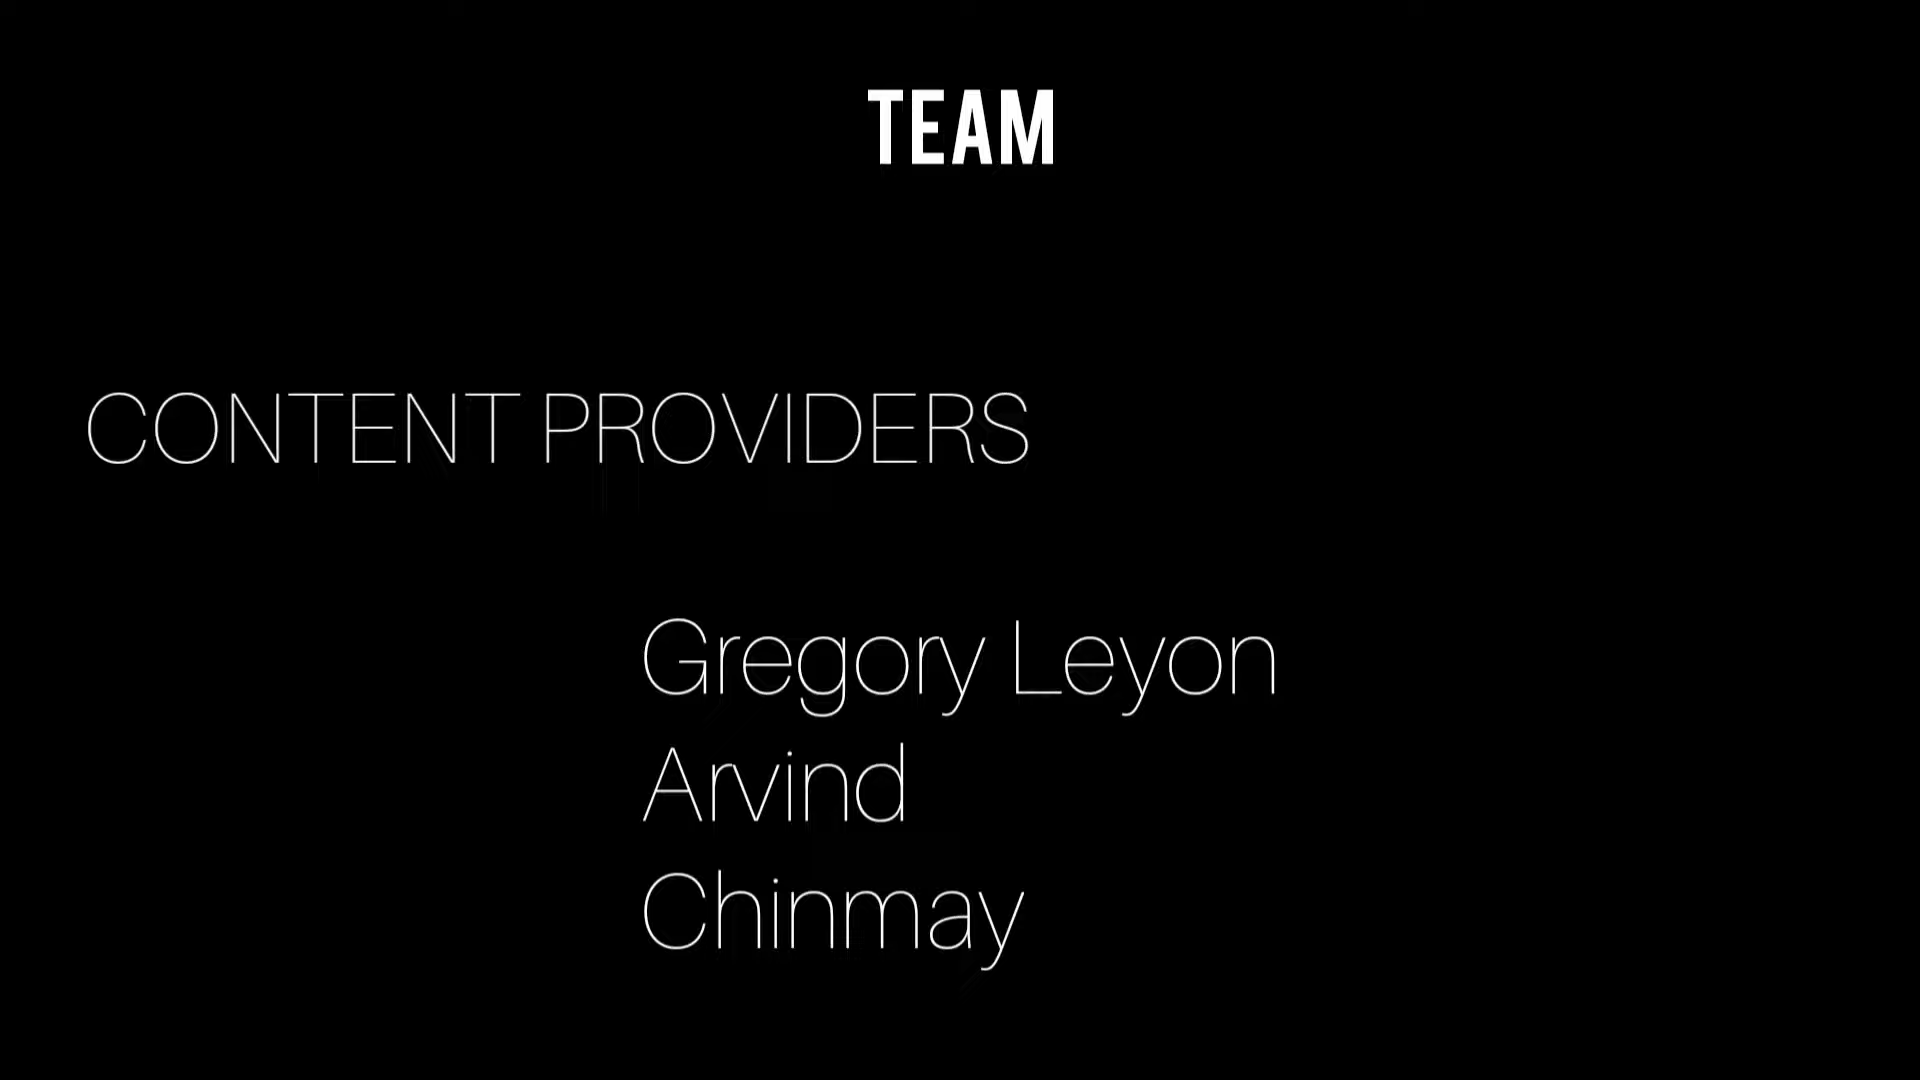 TEAM
CONTENT PROVIDERS
Gregory Leyon
Arvind
Chinmay